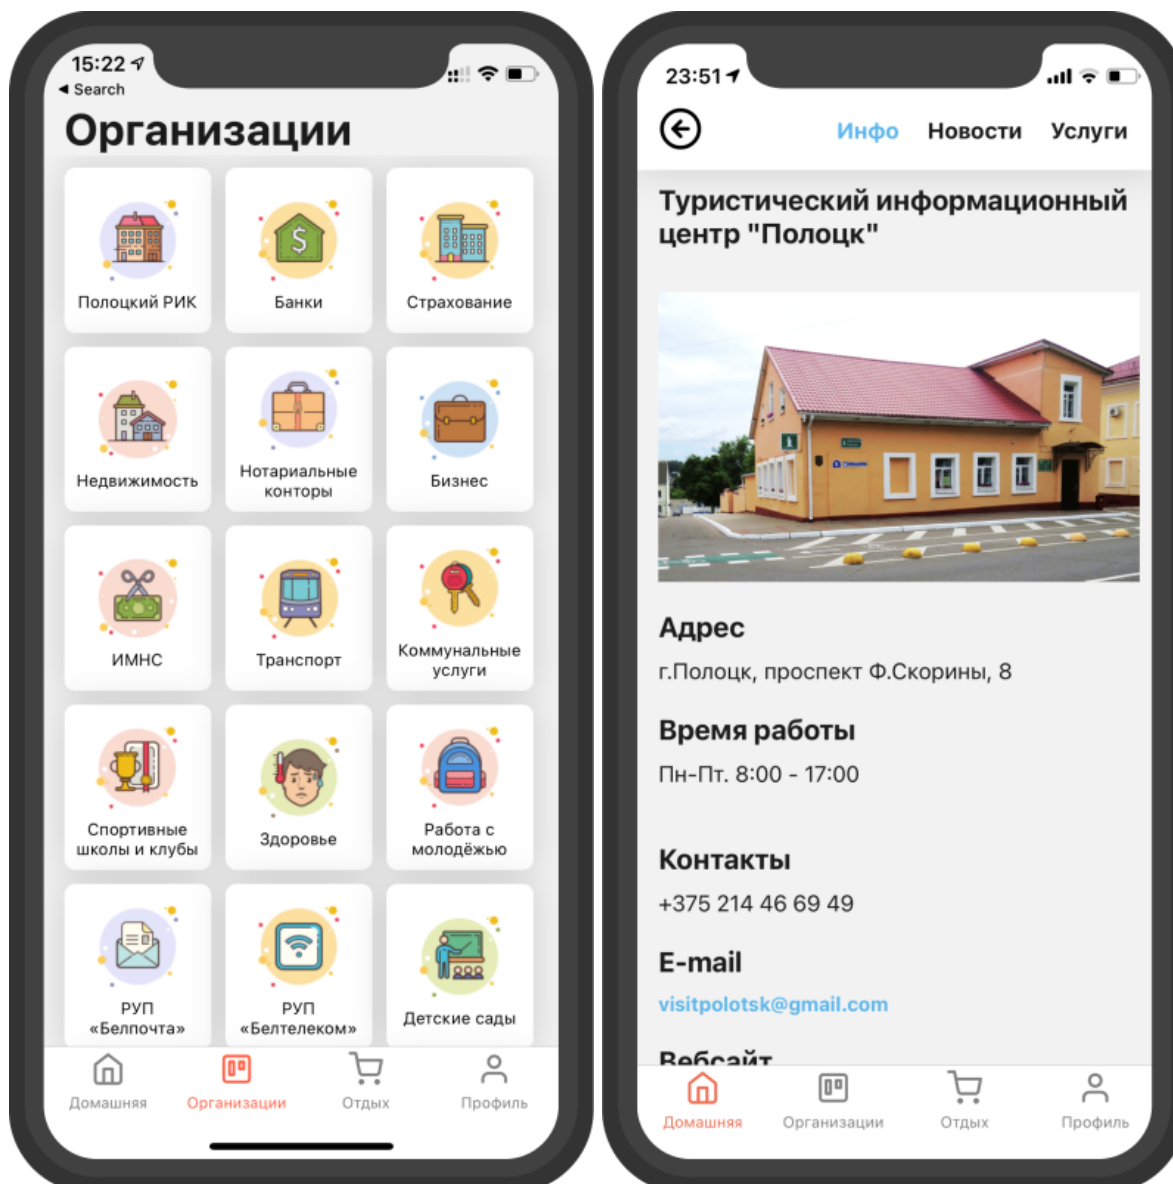 15:22
◀ Search
Организации
Полоцкий РИК
Банки
Страхование
Недвижимость
Нотариальные
конторы
Бизнес
ИМНС
Транспорт
Коммунальные
услуги
Спортивные
школы и клубы
Здоровье
Работа с
молодёжью
РУП
«Белпочта»
РУП
«Белтелеком»
Детские сады
Домашняя
Организации
Отдых
Профиль
23:51
Инфо
Новости
Услуги
Туристический информационный
центр "Полоцк"
Адрес
г.Полоцк, проспект Ф.Скорины, 8
Время работы
Пн-Пт. 8:00 - 17:00
Контакты
+375 214 46 69 49
E-mail
visitpolotsk@gmail.com
Вебсайт
Домашняя
Организации
Отдых
Профиль